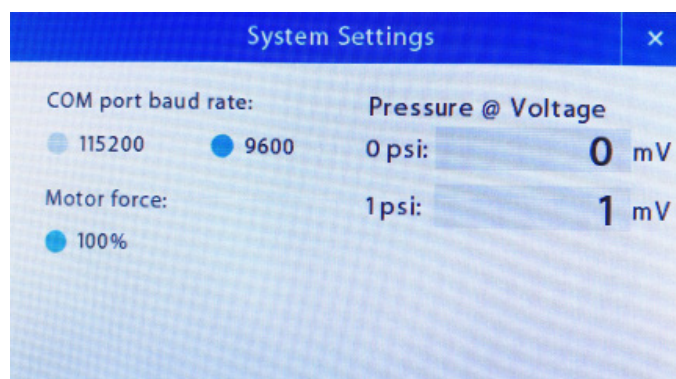 System Settings ×
COM port baud rate:
115200 9600
Motor force:
100%
Pressure @ Voltage
0 psi: 0 mV
1 psi: 1 mV